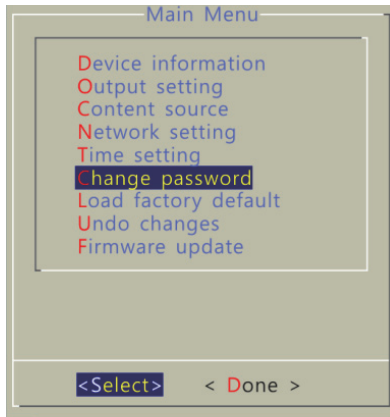 Main Menu
Device information
Output setting
Content source
Network setting
Time setting
Change password
Load factory default
Undo changes
Firmware update
<Select> < Done >